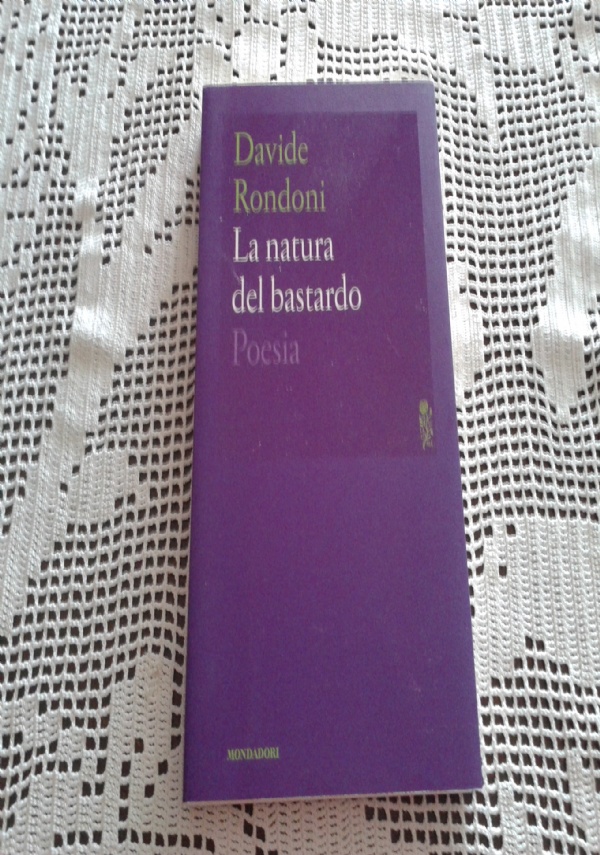 Davide
Rondoni
La natura
del bastardo
Poesia
MONDADORI